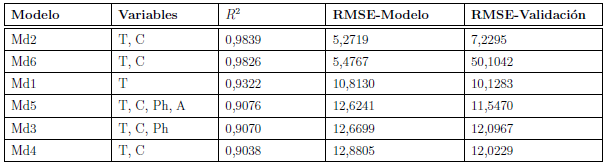 Modelo Variables R² RMSE-Modelo RMSE-Validación
Md2 T, C 0,9839 5,2719 7,2295
Md6 T, C 0,9826 5,4767 50,1042
Md1 T 0,9322 10,8130 10,1283
Md5 T, C, Ph, A 0,9076 12,6241 11,5470
Md3 T, C, Ph 0,9070 12,6699 12,0967
Md4 T, C 0,9038 12,8805 12,0229